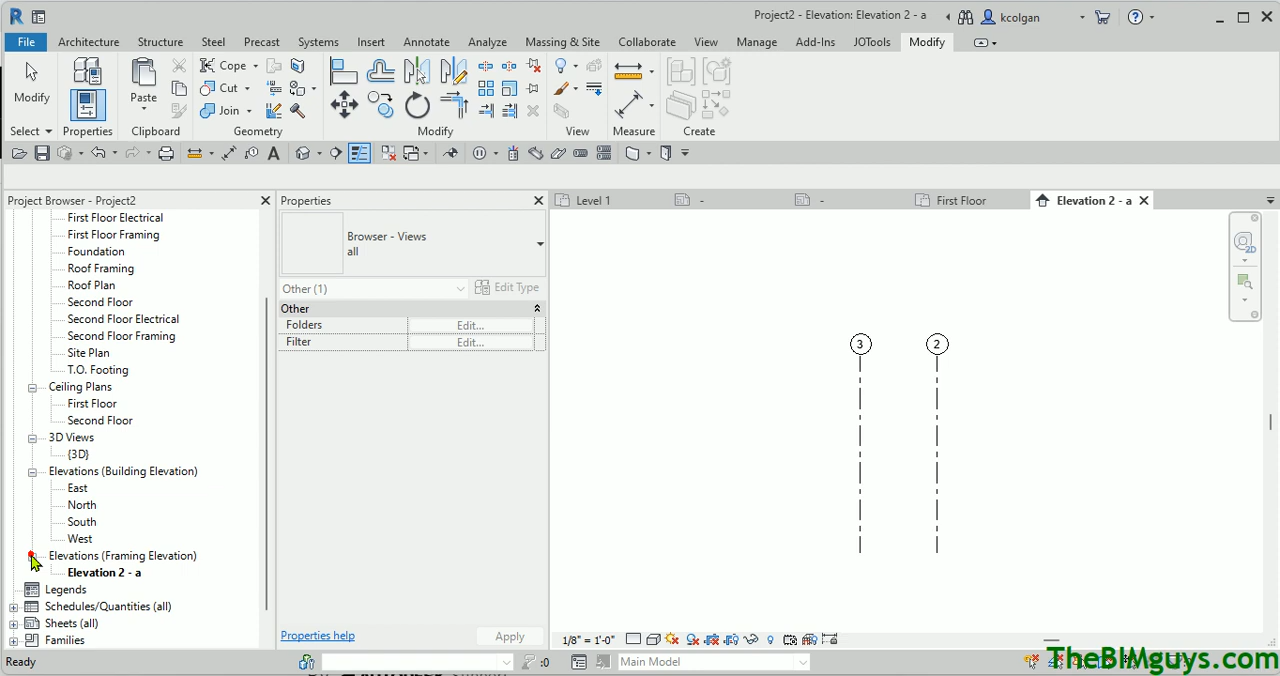 Project2 - Elevation: Elevation 2 - a
kcolgan
File Architecture Structure Steel Precast Systems Insert Annotate Analyze Massing & Site Collaborate View Manage Add-Ins JOTools Modify
Modify
Paste
Cope
Cut
Join
Select Properties Clipboard Geometry Modify View Measure Create
Project Browser - Project2
First Floor Electrical
First Floor Framing
Foundation
Roof Framing
Roof Plan
Second Floor
Second Floor Electrical
Second Floor Framing
Site Plan
T.O. Footing
Ceiling Plans
First Floor
Second Floor
3D Views
{3D}
Elevations (Building Elevation)
East
North
South
West
Elevations (Framing Elevation)
Elevation 2 - a
Legends
Schedules/Quantities (all)
Sheets (all)
Families
Properties
Browser - Views
all
Other (1) Edit Type
Other
Folders Edit...
Filter Edit...
Properties help Apply
Level 1 - - First Floor Elevation 2 - a
2D
3 2
1/8" = 1'-0"
Ready :0 Main Model
TheBIMguys.com